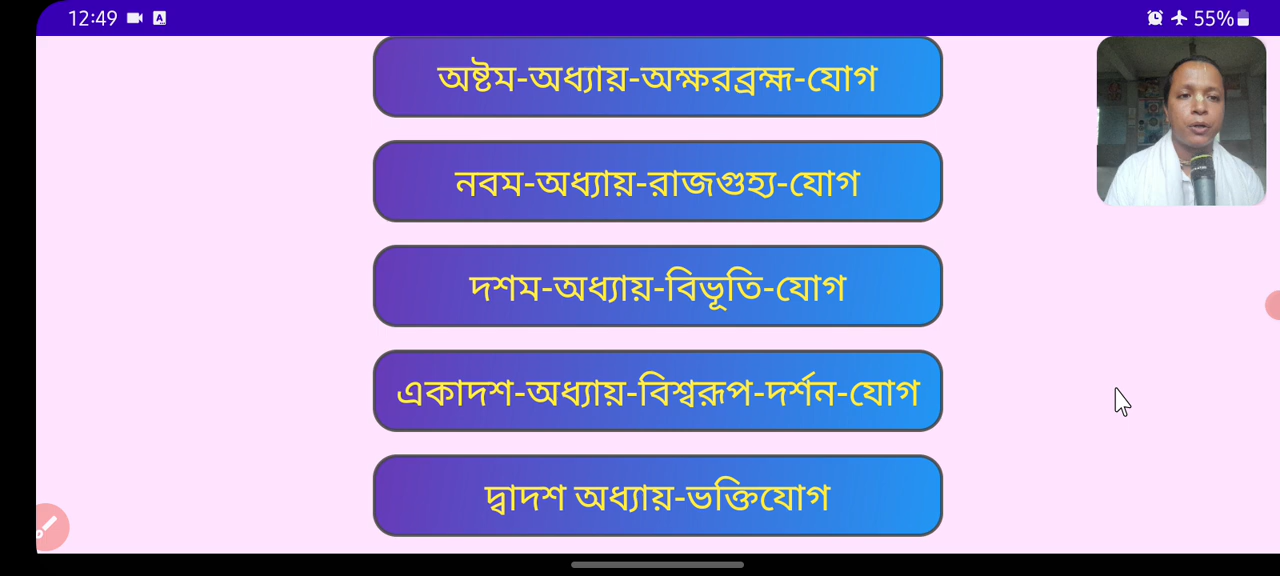 12:49
55%
অষ্টম-অধ্যায়-অক্ষরব্রহ্ম-যোগ
নবম-অধ্যায়-রাজগুহ্য-যোগ
দশম-অধ্যায়-বিভূতি-যোগ
একাদশ-অধ্যায়-বিশ্বরূপ-দর্শন-যোগ
দ্বাদশ অধ্যায়-ভক্তিযোগ